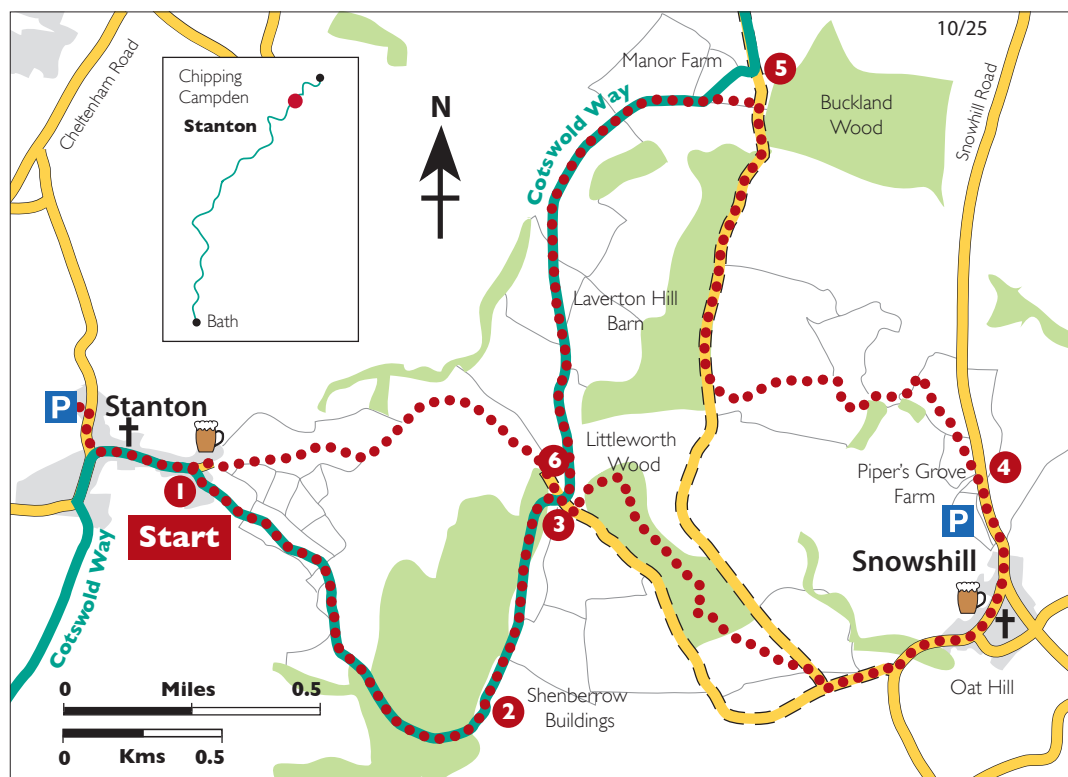 10/25
Cheltenham Road
Chipping
Campden
Stanton
Bath
N
Manor Farm
5
Buckland
Wood
Snowhill Road
Cotswold Way
Laverton Hill
Barn
P
Stanton
1
Start
6
Littleworth
Wood
3
4
Piper's Grove
Farm
P
Snowshill
Cotswold Way
2
Shenberrow
Buildings
Oat Hill
0 Miles 0.5
0 Kms 0.5